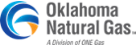 Oklahoma
Natural Gas
A Division of ONE Gas